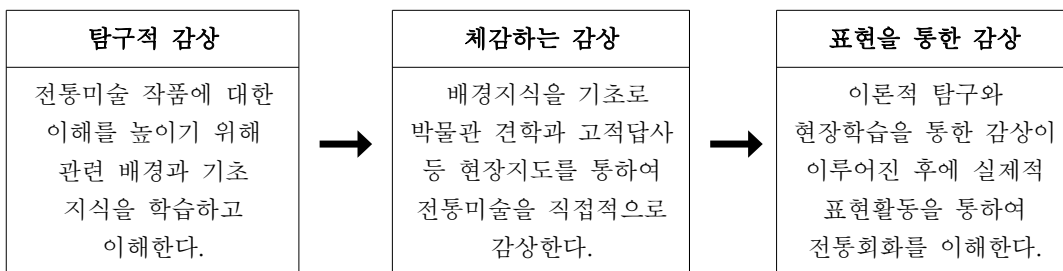 탐구적 감상
전통미술 작품에 대한
이해를 높이기 위해
관련 배경과 기초
지식을 학습하고
이해한다.
체감하는 감상
배경지식을 기초로
박물관 견학과 고적답사
등 현장지도를 통하여
전통미술을 직접적으로
감상한다.
표현을 통한 감상
이론적 탐구와
현장학습을 통한 감상이
이루어진 후에 실제적
표현활동을 통하여
전통회화를 이해한다.